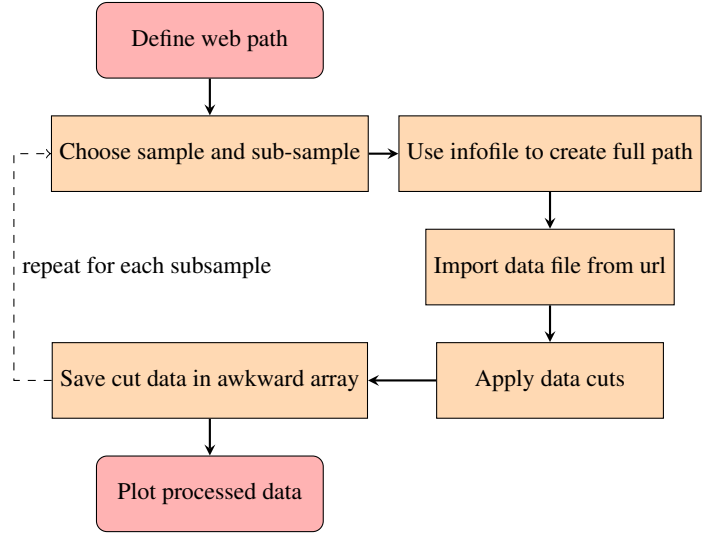 Define web path
Choose sample and sub-sample
Use infofile to create full path
Import data file from url
repeat for each subsample
Apply data cuts
Save cut data in awkward array
Plot processed data